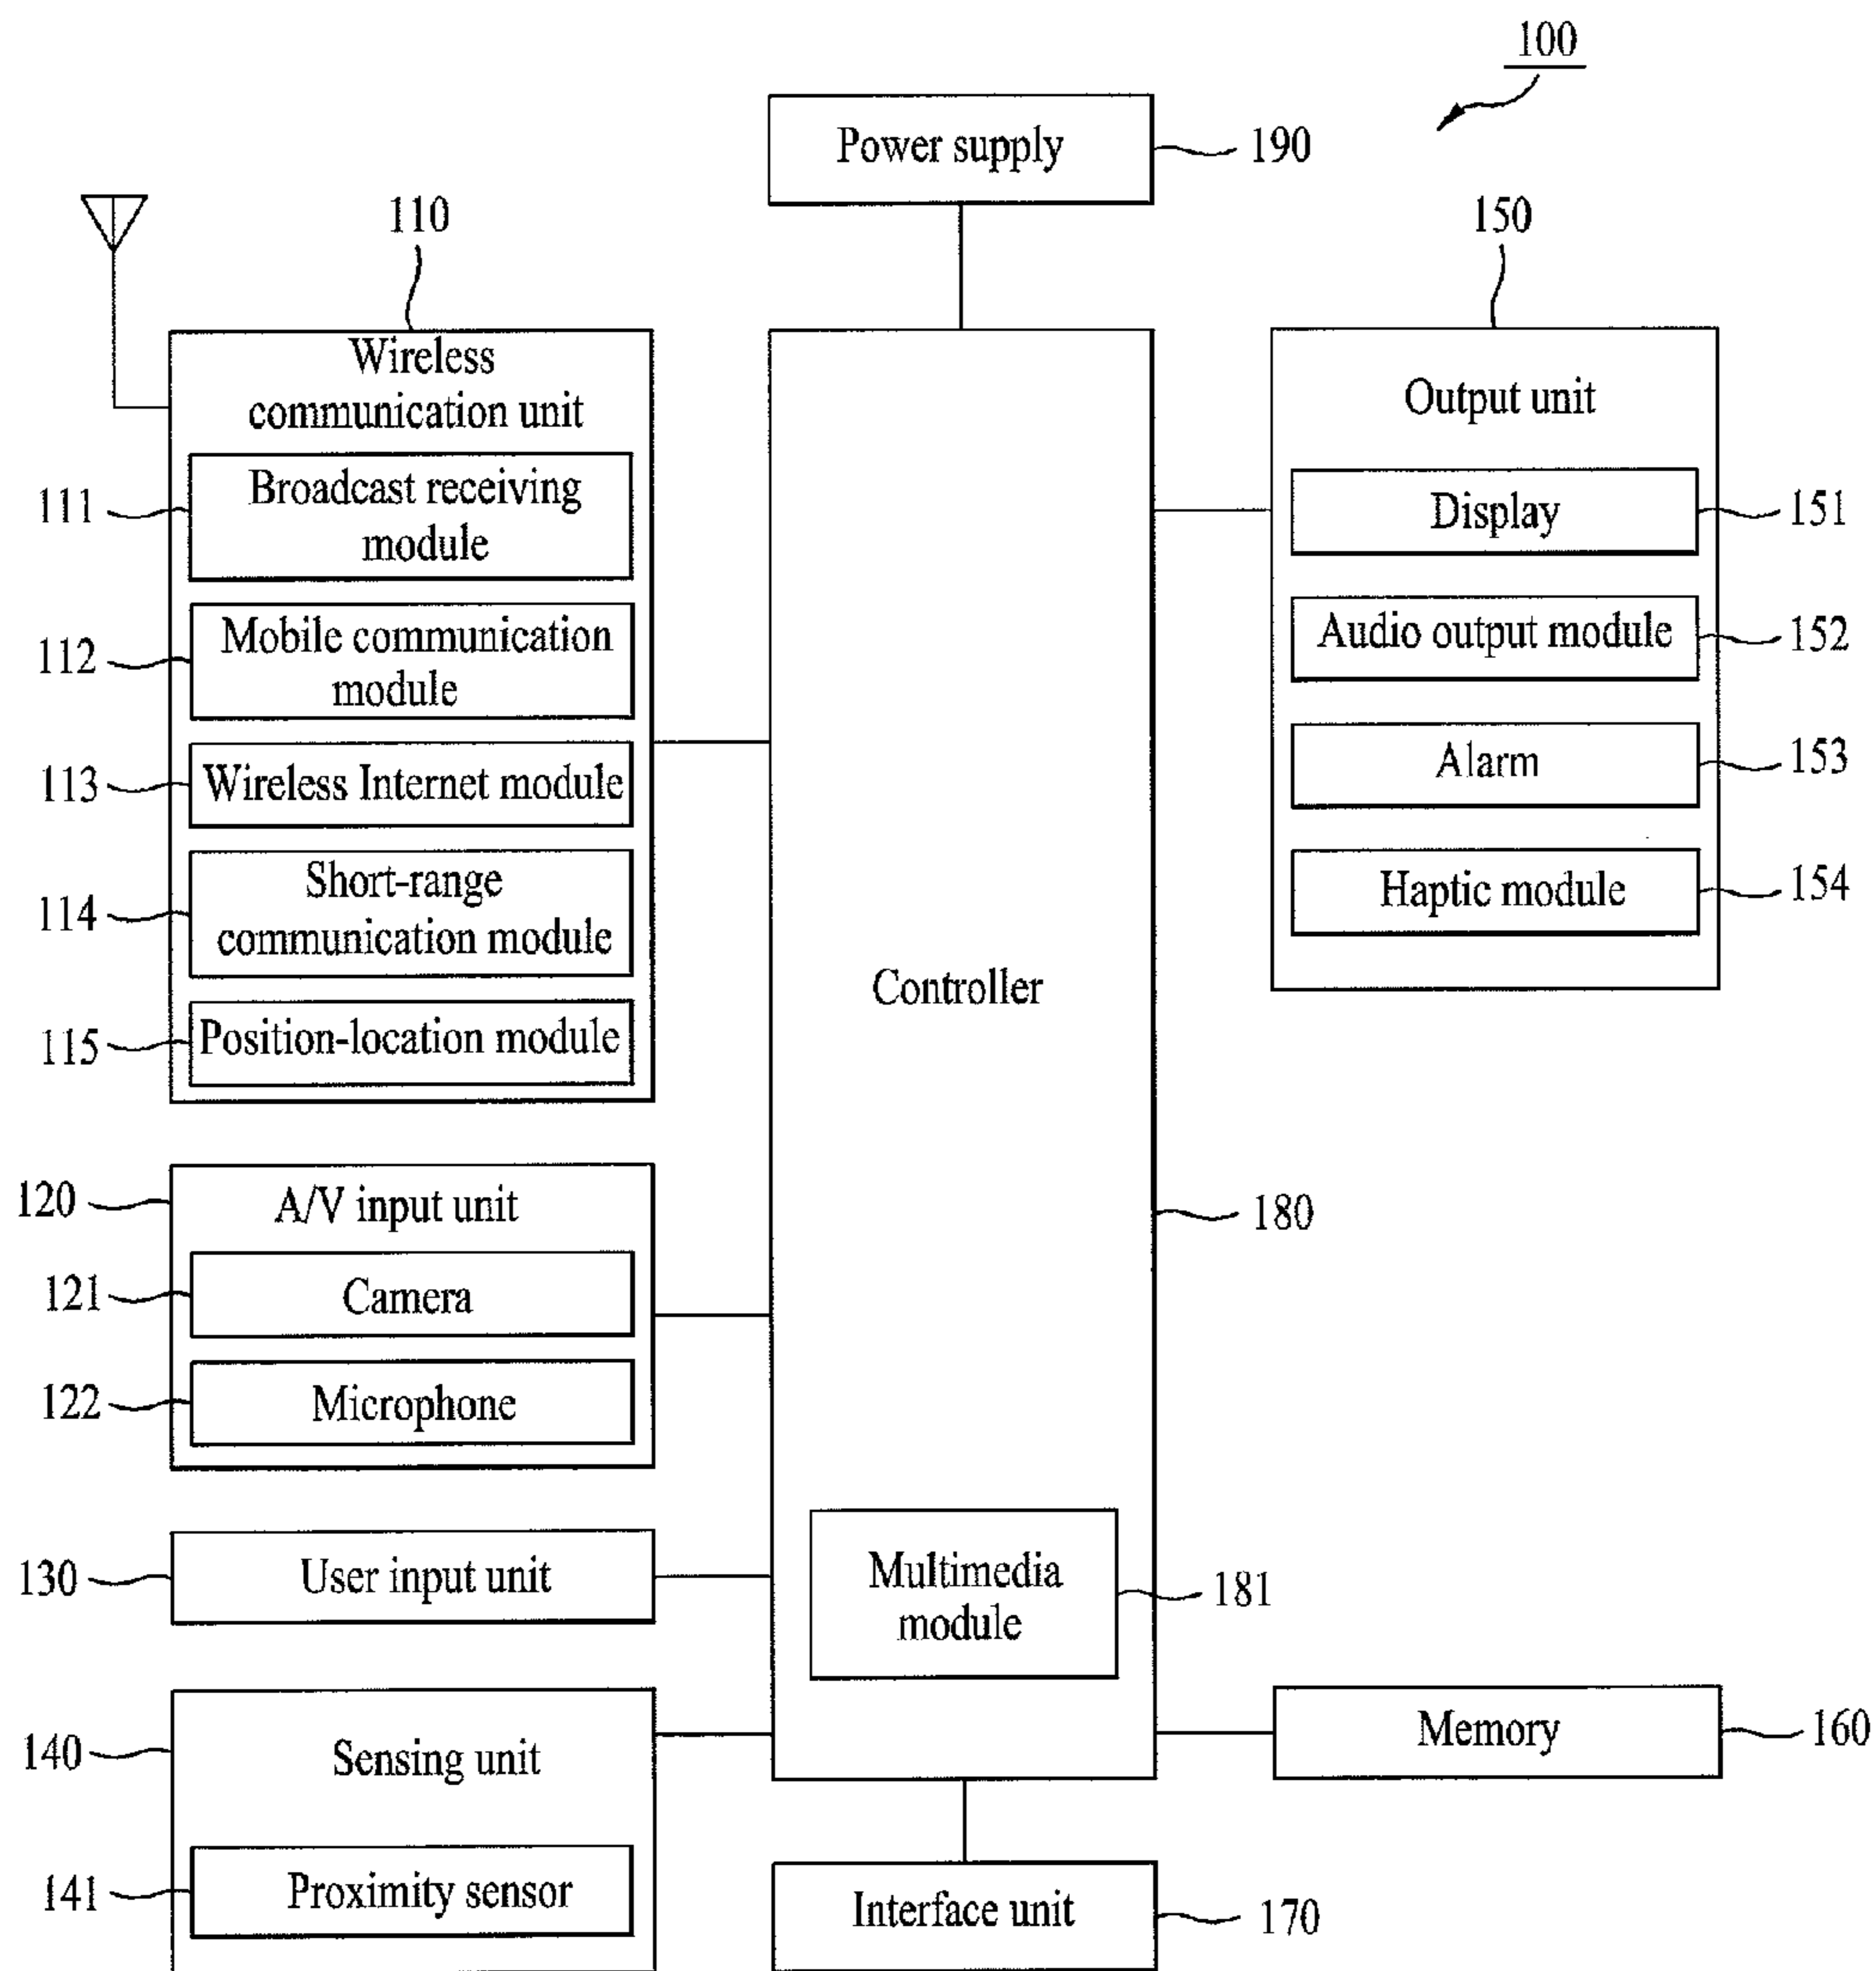 100
Power supply
190
110
150
Wireless
communication unit
Output unit
111
Broadcast receiving
module
Display
151
112
Mobile communication
module
Audio output module
152
113
Wireless Internet module
Alarm
153
114
Short-range
communication module
Haptic module
154
Controller
115
Position-location module
120
A/V input unit
180
121
Camera
122
Microphone
130
User input unit
Multimedia
module
181
140
Sensing unit
Memory
160
141
Proximity sensor
Interface unit
170